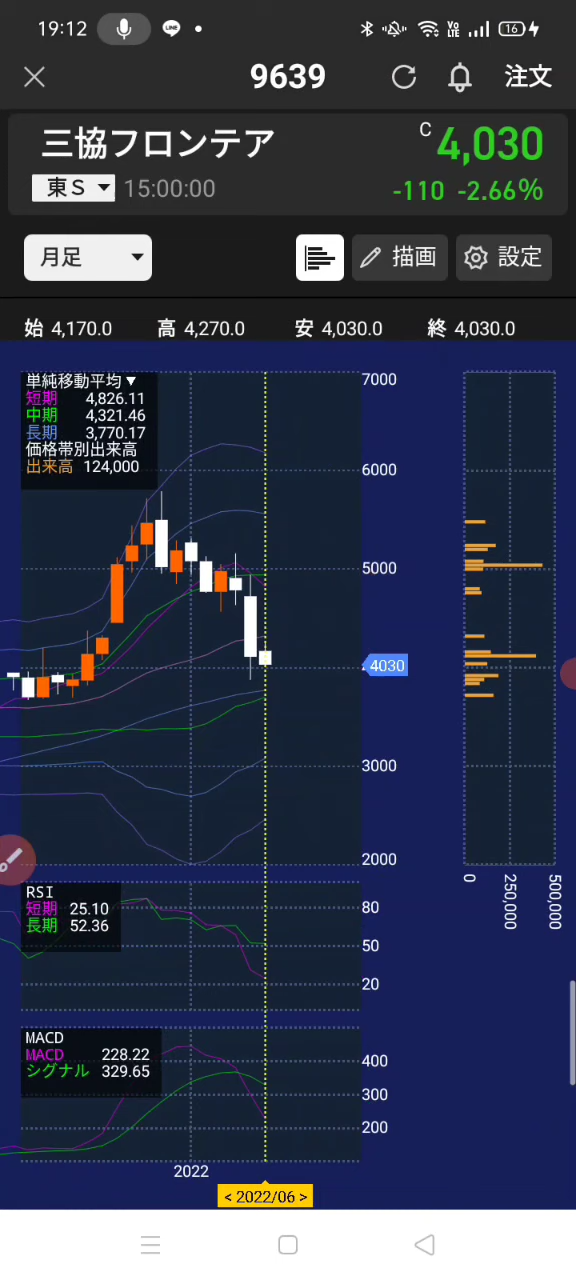 19:12
LINE
Vo LTE
16
9639
注文
三協フロンテア
C 4,030
東S
15:00:00
-110 -2.66%
月足
描画
設定
始 4,170.0 高 4,270.0 安 4,030.0 終 4,030.0
単純移動平均▼
短期 4,826.11
中期 4,321.46
長期 3,770.17
価格帯別出来高
出来高 124,000
7000
6000
5000
4030
3000
2000
0
250,000
500,000
RSI
短期 25.10
長期 52.36
80
50
20
MACD
MACD 228.22
シグナル 329.65
400
300
200
2022
< 2022/06 >